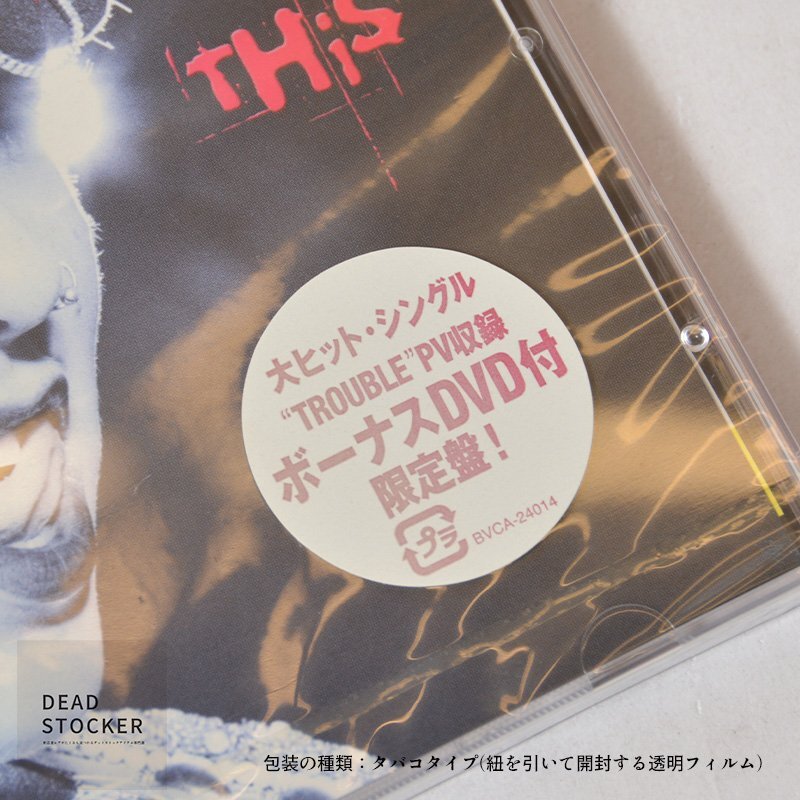 THiS
大ヒット・シングル
“TROUBLE”PV収録
ボーナスDVD付
限定盤！
プラ
BVCA-24014
DEAD
STOCKER
包装の種類：タバコタイプ(紐を引いて開封する透明フィルム)